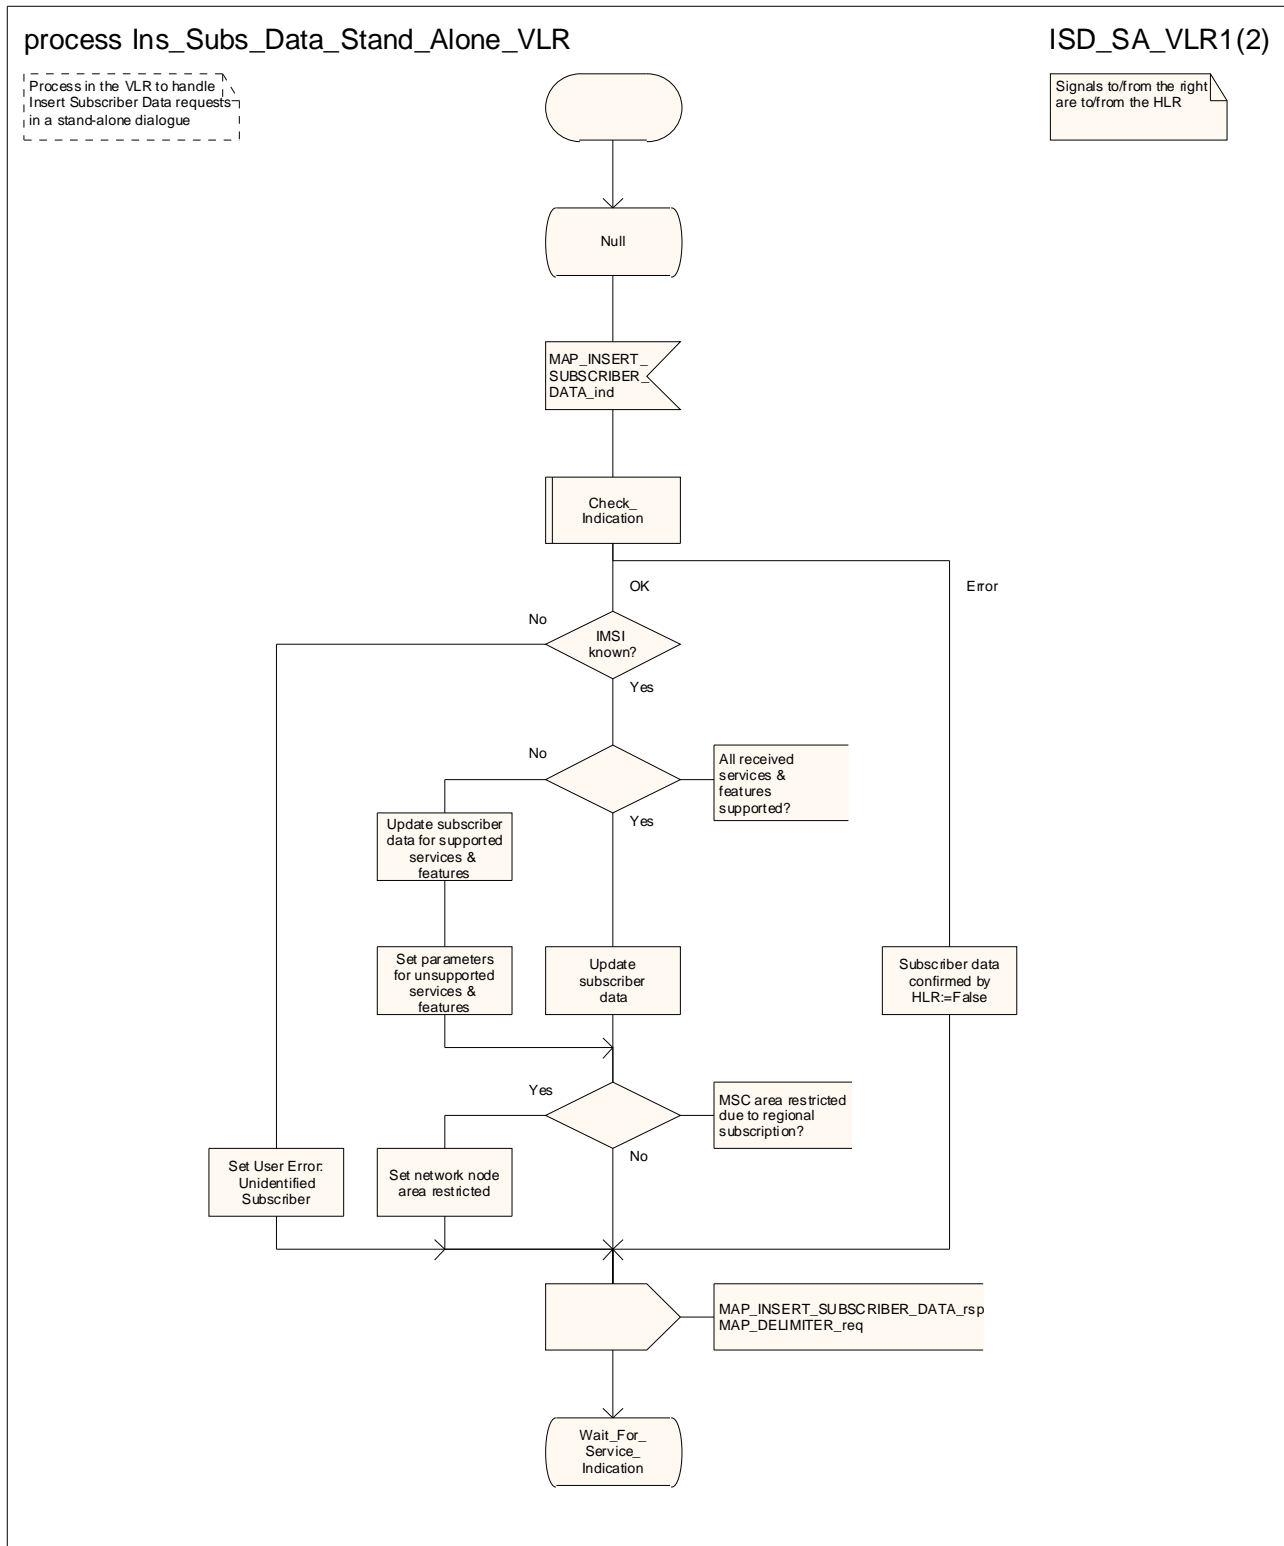 process Ins_Subs_Data_Stand_Alone_VLR
ISD_SA_VLR1(2)
Process in the VLR to handle
Insert Subscriber Data requests
in a stand-alone dialogue
Signals to/from the right
are to/from the HLR
Null
MAP_INSERT_
SUBSCRIBER_
DATA_ind
Check_
Indication
OK
Error
No
IMSI
known?
Yes
No
All received
services &
features
supported?
Yes
Update subscriber
data for supported
services &
features
Set parameters
for unsupported
services &
features
Update
subscriber
data
Subscriber data
confirmed by
HLR:=False
Yes
MSC area restricted
due to regional
subscription?
No
Set User Error:
Unidentified
Subscriber
Set network node
area restricted
MAP_INSERT_SUBSCRIBER_DATA_rsp
MAP_DELIMITER_req
Wait_For_
Service_
Indication